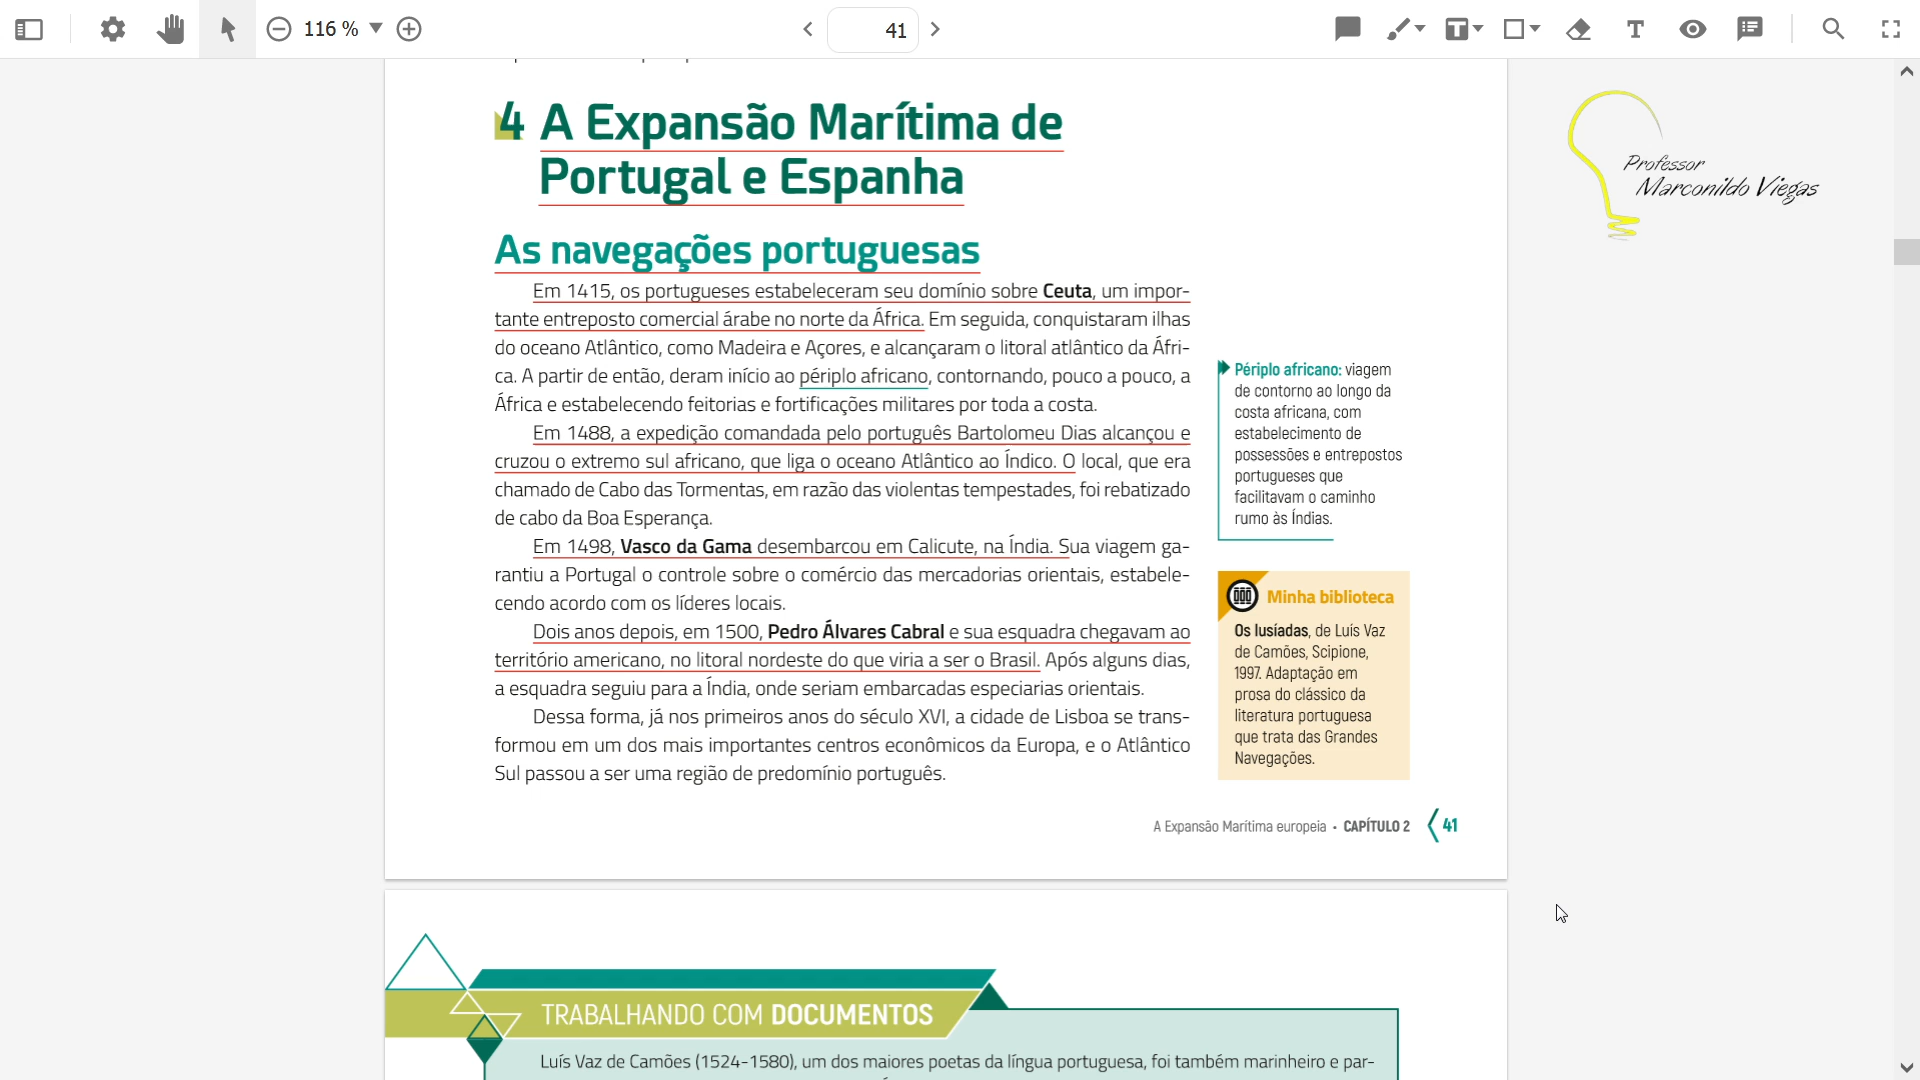 116 %
41
Professor
Marconildo Viegas
4 A Expansão Marítima de
Portugal e Espanha
As navegações portuguesas
Em 1415, os portugueses estabeleceram seu domínio sobre Ceuta, um impor-
tante entreposto comercial árabe no norte da África. Em seguida, conquistaram ilhas
do oceano Atlântico, como Madeira e Açores, e alcançaram o litoral atlântico da Áfri-
ca. A partir de então, deram início ao périplo africano, contornando, pouco a pouco, a
África e estabelecendo feitorias e fortificações militares por toda a costa.
Em 1488, a expedição comandada pelo português Bartolomeu Dias alcançou e
cruzou o extremo sul africano, que liga o oceano Atlântico ao Índico. O local, que era
chamado de Cabo das Tormentas, em razão das violentas tempestades, foi rebatizado
de cabo da Boa Esperança.
Em 1498, Vasco da Gama desembarcou em Calicute, na Índia. Sua viagem ga-
rantiu a Portugal o controle sobre o comércio das mercadorias orientais, estabele-
cendo acordo com os líderes locais.
Dois anos depois, em 1500, Pedro Álvares Cabral e sua esquadra chegavam ao
território americano, no litoral nordeste do que viria a ser o Brasil. Após alguns dias,
a esquadra seguiu para a Índia, onde seriam embarcadas especiarias orientais.
Dessa forma, já nos primeiros anos do século XVI, a cidade de Lisboa se trans-
formou em um dos mais importantes centros econômicos da Europa, e o Atlântico
Sul passou a ser uma região de predomínio português.
Périplo africano: viagem
de contorno ao longo da
costa africana, com
estabelecimento de
possessões e entrepostos
portugueses que
facilitavam o caminho
rumo às Índias.
Minha biblioteca
Os lusíadas, de Luís Vaz
de Camões, Scipione,
1997. Adaptação em
prosa do clássico da
literatura portuguesa
que trata das Grandes
Navegações.
A Expansão Marítima europeia • CAPÍTULO 2 41
TRABALHANDO COM DOCUMENTOS
Luís Vaz de Camões (1524-1580), um dos maiores poetas da língua portuguesa, foi também marinheiro e par-